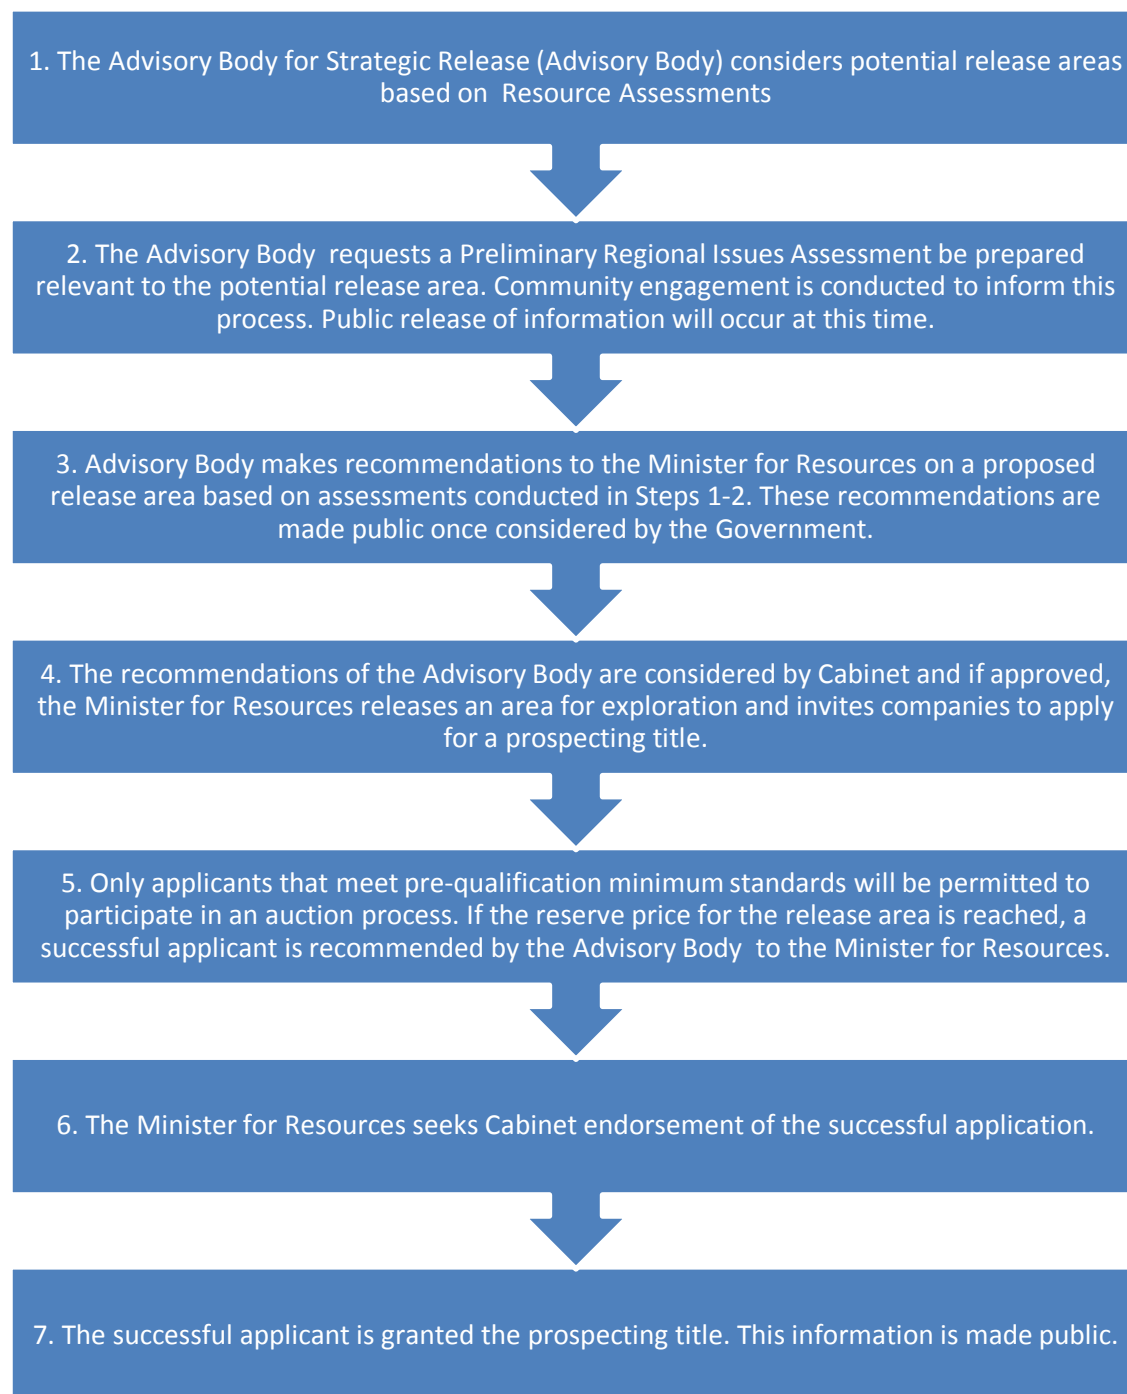 1. The Advisory Body for Strategic Release (Advisory Body) considers potential release areas
based on  Resource Assessments
2. The Advisory Body  requests a Preliminary Regional Issues Assessment be prepared
relevant to the potential release area. Community engagement is conducted to inform this
process. Public release of information will occur at this time.
3. Advisory Body makes recommendations to the Minister for Resources on a proposed
release area based on assessments conducted in Steps 1-2. These recommendations are
made public once considered by the Government.
4. The recommendations of the Advisory Body are considered by Cabinet and if approved,
the Minister for Resources releases an area for exploration and invites companies to apply
for a prospecting title.
5. Only applicants that meet pre-qualification minimum standards will be permitted to
participate in an auction process. If the reserve price for the release area is reached, a
successful applicant is recommended by the Advisory Body  to the Minister for Resources.
6. The Minister for Resources seeks Cabinet endorsement of the successful application.
7. The successful applicant is granted the prospecting title. This information is made public.